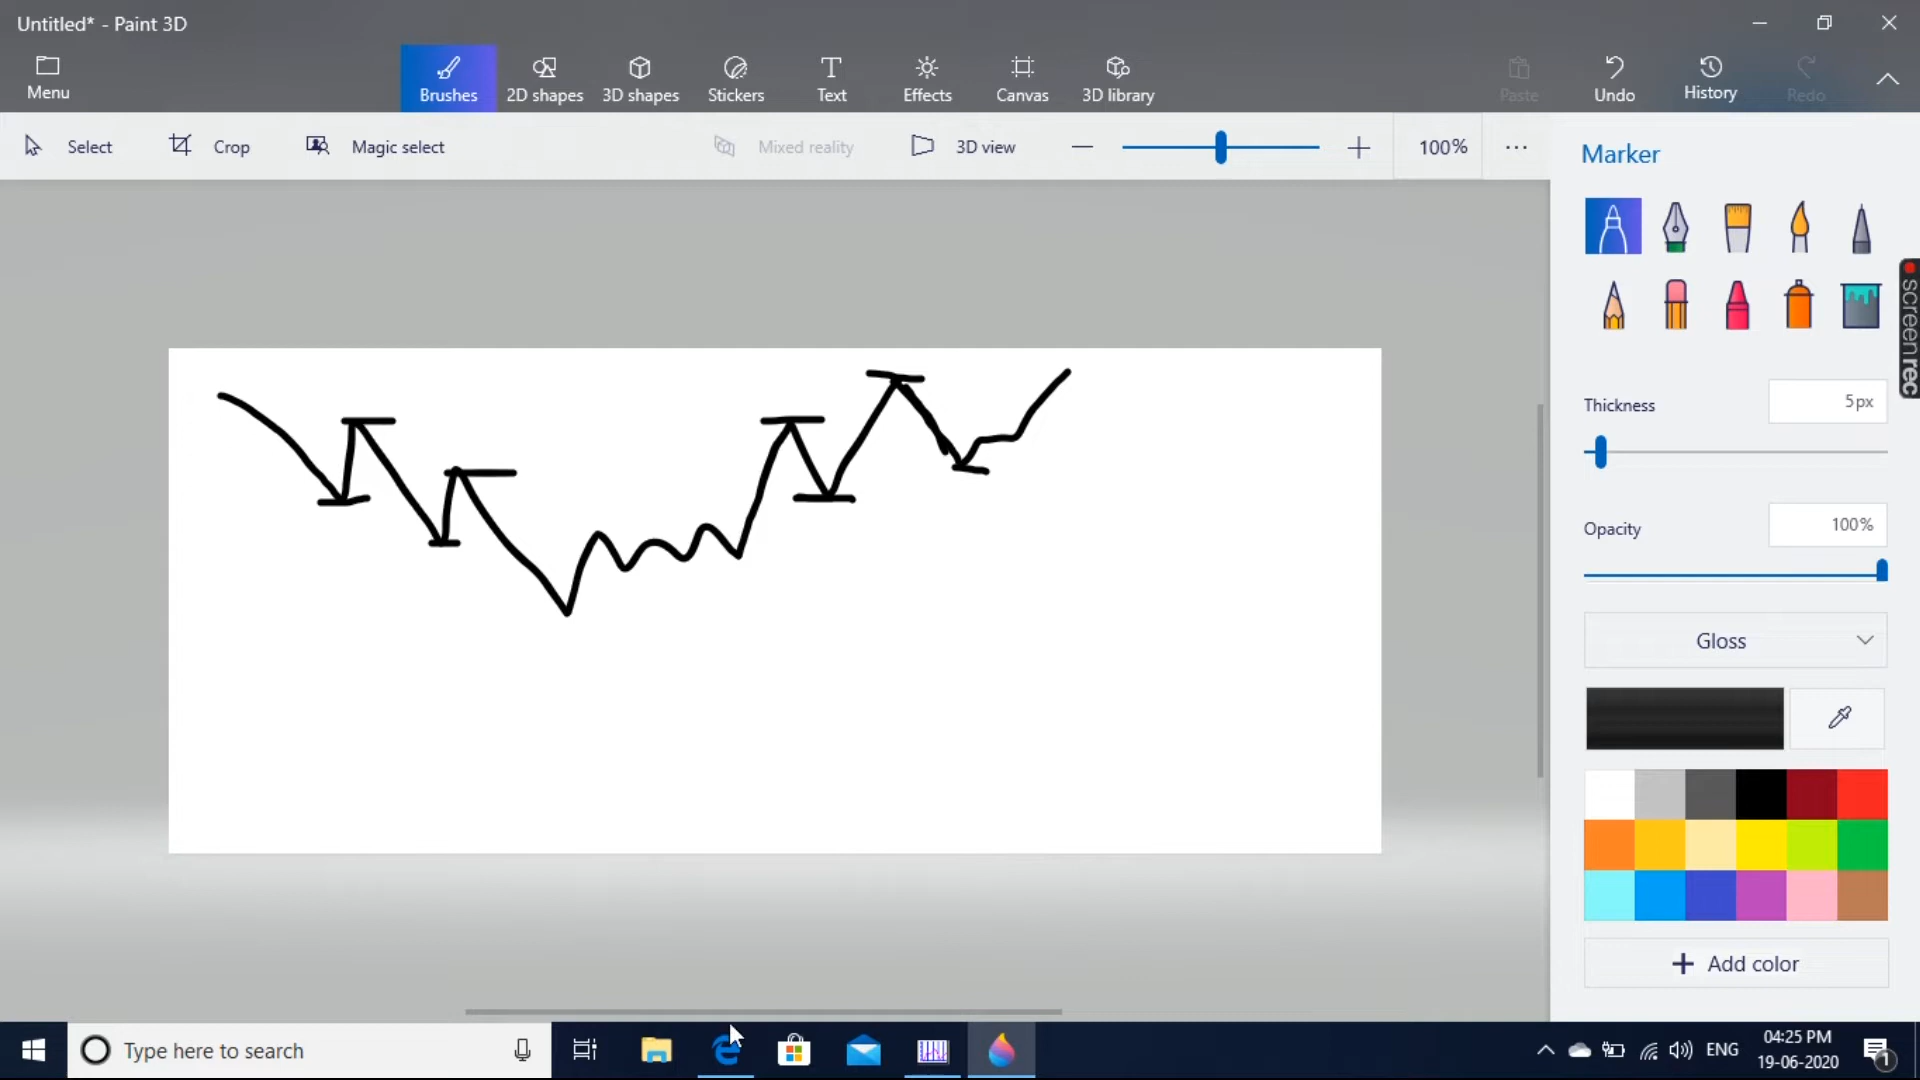 Untitled* - Paint 3D
Menu
Brushes
2D shapes
3D shapes
Stickers
Text
Effects
Canvas
3D library
Paste
Undo
History
Redo
Select
Crop
Magic select
Mixed reality
3D view
100%
Marker
screenrec
Thickness
5px
Opacity
100%
Gloss
Add color
Type here to search
ENG
04:25 PM
19-06-2020
1